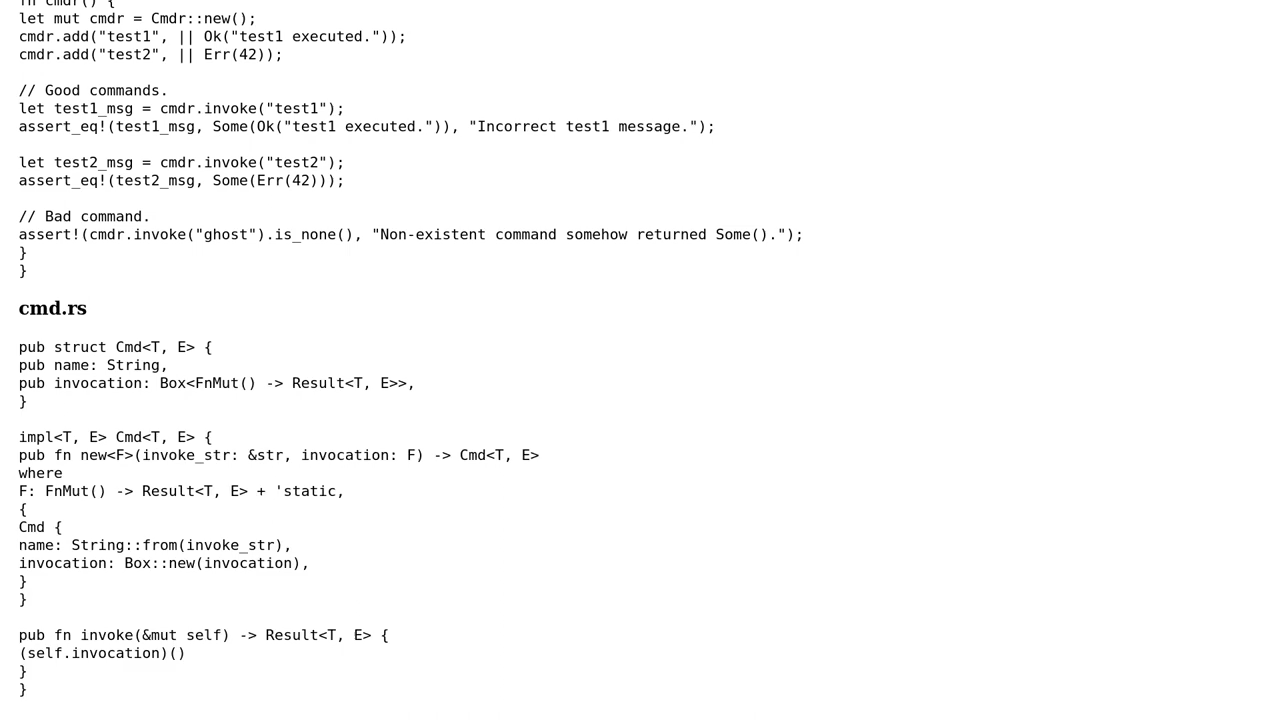 fn cmdr() {
let mut cmdr = Cmdr::new();
cmdr.add("test1", || Ok("test1 executed."));
cmdr.add("test2", || Err(42));

// Good commands.
let test1_msg = cmdr.invoke("test1");
assert_eq!(test1_msg, Some(Ok("test1 executed.")), "Incorrect test1 message.");

let test2_msg = cmdr.invoke("test2");
assert_eq!(test2_msg, Some(Err(42)));

// Bad command.
assert!(cmdr.invoke("ghost").is_none(), "Non-existent command somehow returned Some().");
}
}

cmd.rs

pub struct Cmd<T, E> {
pub name: String,
pub invocation: Box<FnMut() -> Result<T, E>>,
}

impl<T, E> Cmd<T, E> {
pub fn new<F>(invoke_str: &str, invocation: F) -> Cmd<T, E>
where
F: FnMut() -> Result<T, E> + 'static,
{
Cmd {
name: String::from(invoke_str),
invocation: Box::new(invocation),
}
}

pub fn invoke(&mut self) -> Result<T, E> {
(self.invocation)()
}
}